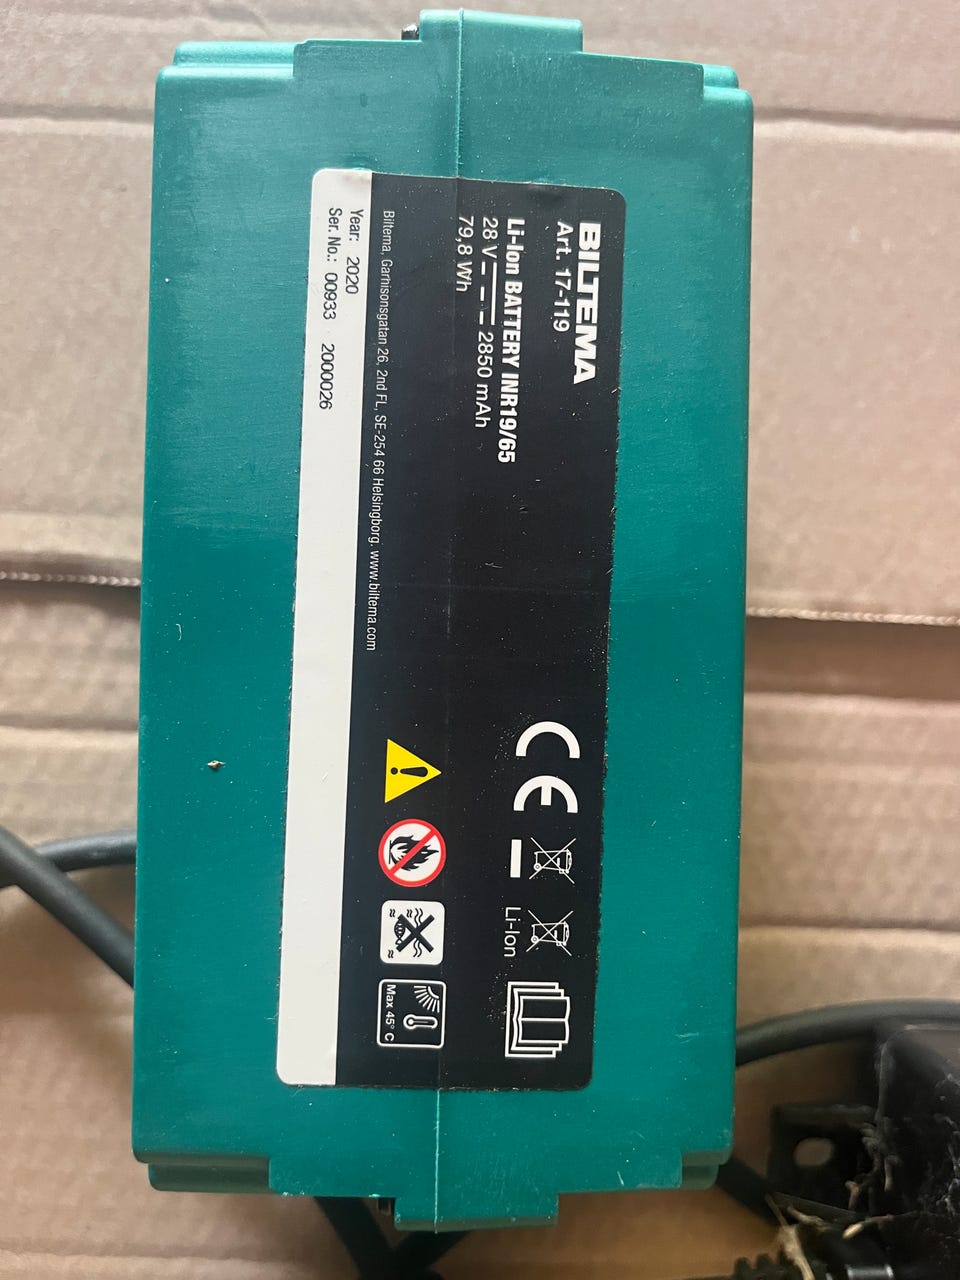 BILTEMA
Art. 17-119
Li-Ion BATTERY INR19/65
28 V 2850 mAh
79,8 Wh
Li-Ion
Max 45° C
Biltema, Garnisonsgatan 26, 2nd FL, SE-254 66 Helsingborg. www.biltema.com
Year: 2020
Ser. No.: 00933 2000026
CE